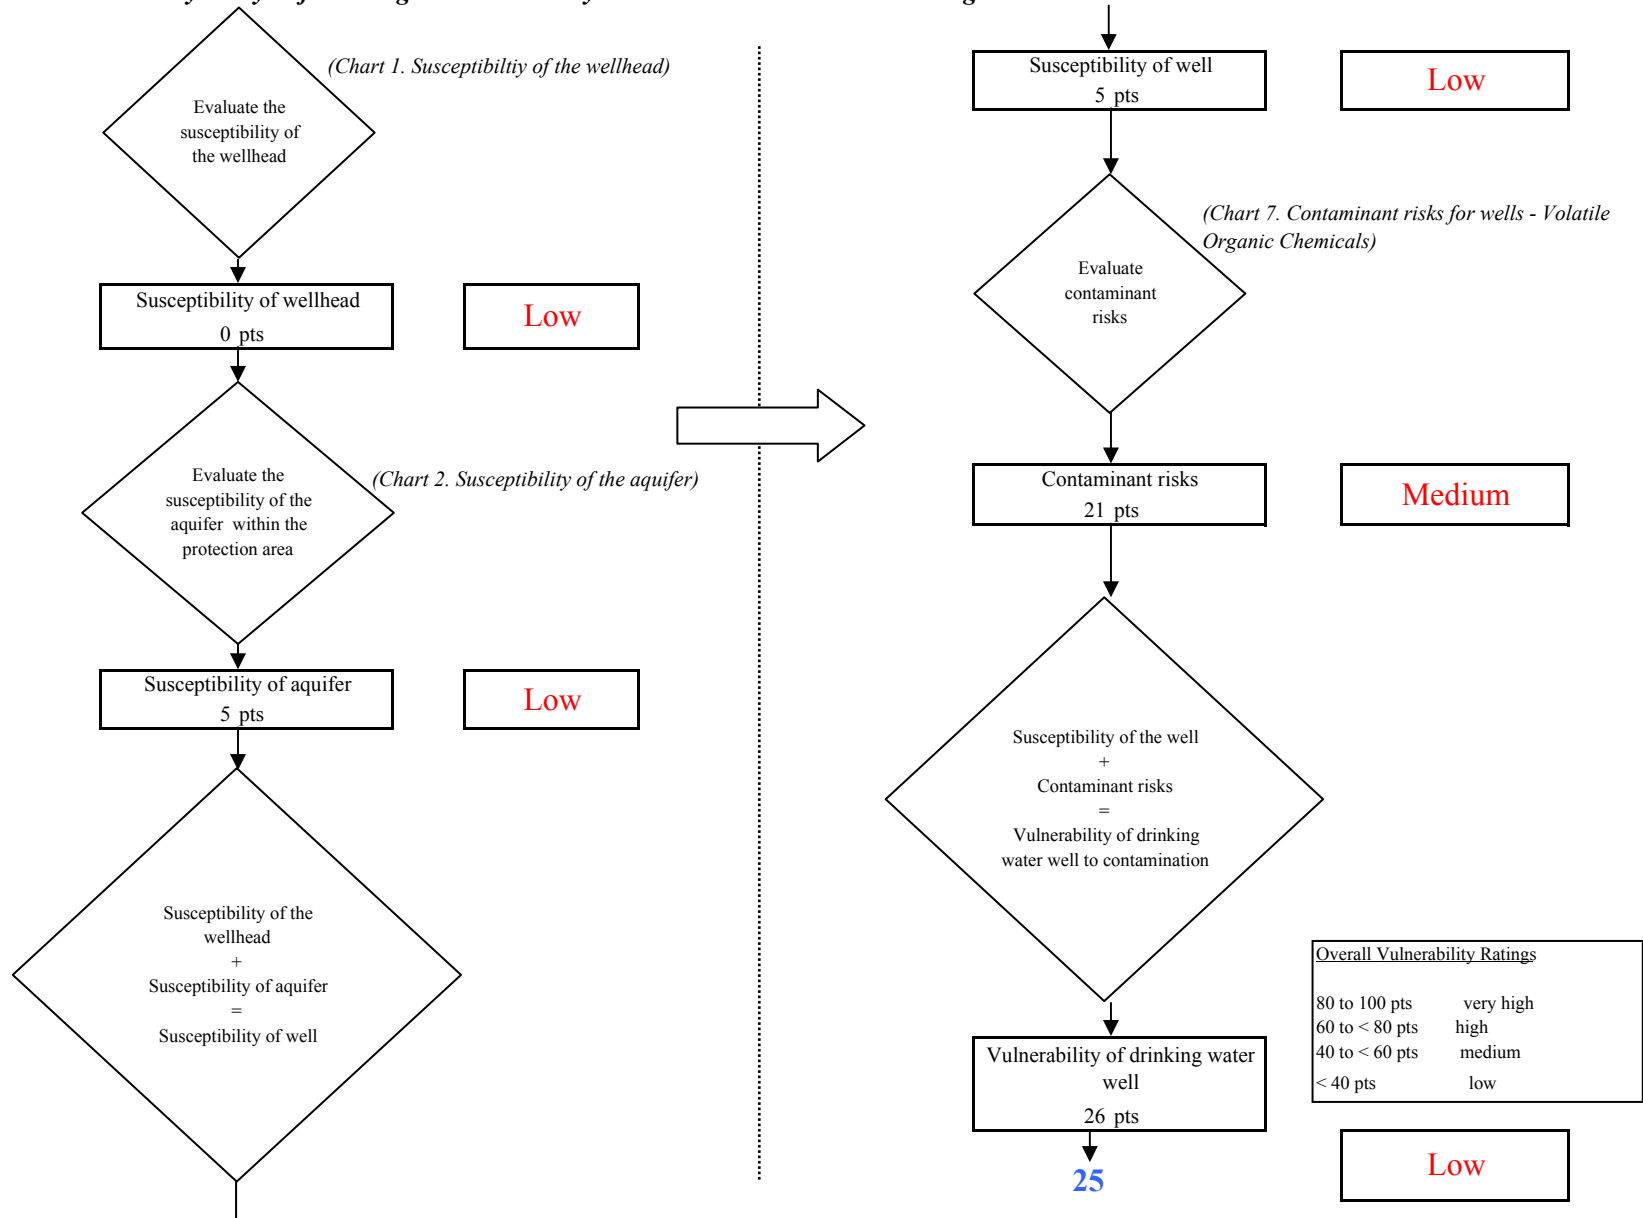 (Chart 1. Susceptibiltiy of the wellhead)
Evaluate the
susceptibility of
the wellhead
Susceptibility of wellhead
0 pts
Low
Evaluate the
susceptibility of the
aquifer within the
protection area
(Chart 2. Susceptibility of the aquifer)
Susceptibility of aquifer
5 pts
Low
Susceptibility of the
wellhead
+
Susceptibility of aquifer
=
Susceptibility of well
Susceptibility of well
5 pts
Low
(Chart 7. Contaminant risks for wells - Volatile
Organic Chemicals)
Evaluate
contaminant
risks
Contaminant risks
21 pts
Medium
Susceptibility of the well
+
Contaminant risks
=
Vulnerability of drinking
water well to contamination
Vulnerability of drinking water
well
26 pts
25
Overall Vulnerability Ratings
80 to 100 pts very high
60 to < 80 pts high
40 to < 60 pts medium
< 40 pts low
Low